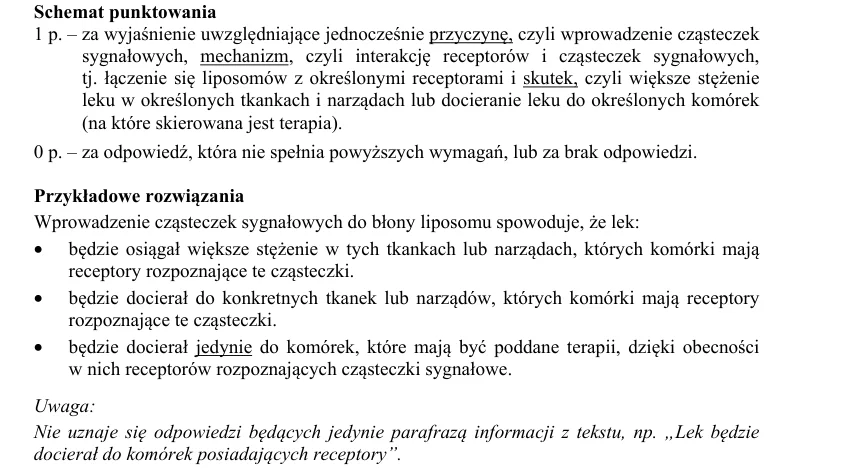 Schemat punktowania
1 p. – za wyjaśnienie uwzględniające jednocześnie przyczynę, czyli wprowadzenie cząsteczek
sygnałowych, mechanizm, czyli interakcję receptorów i cząsteczek sygnałowych,
tj. łączenie się liposomów z określonymi receptorami i skutek, czyli większe stężenie
leku w określonych tkankach i narządach lub docieranie leku do określonych komórek
(na które skierowana jest terapia).
0 p. – za odpowiedź, która nie spełnia powyższych wymagań, lub za brak odpowiedzi.
Przykładowe rozwiązania
Wprowadzenie cząsteczek sygnałowych do błony liposomu spowoduje, że lek:
• będzie osiągał większe stężenie w tych tkankach lub narządach, których komórki mają
receptory rozpoznające te cząsteczki.
• będzie docierał do konkretnych tkanek lub narządów, których komórki mają receptory
rozpoznające te cząsteczki.
• będzie docierał jedynie do komórek, które mają być poddane terapii, dzięki obecności
w nich receptorów rozpoznających cząsteczki sygnałowe.
Uwaga:
Nie uznaje się odpowiedzi będących jedynie parafrazą informacji z tekstu, np. „Lek będzie
docierał do komórek posiadających receptory”.